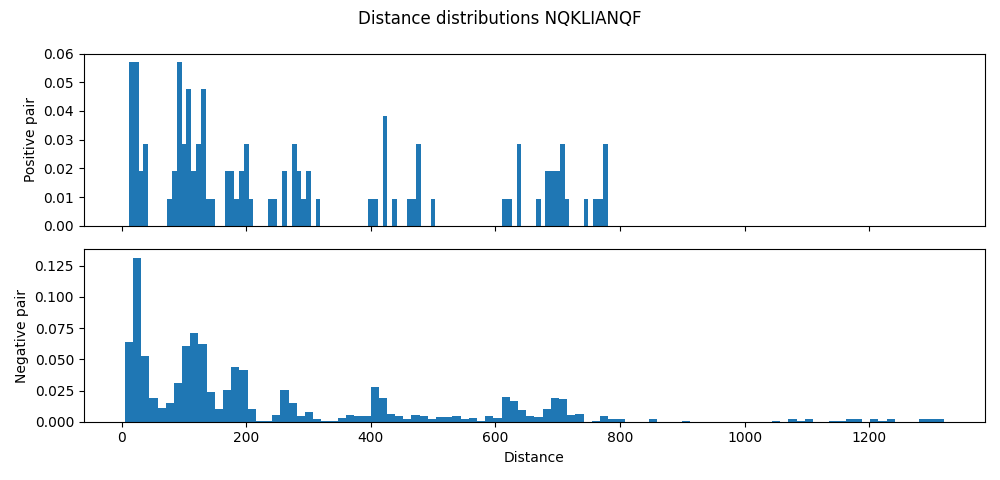 Distance distributions NQKLIANQF
0.06
0.05
0.04
0.03
0.02
0.01
0.00
Positive pair
0.125
0.100
0.075
0.050
0.025
0.000
Negative pair
0 200 400 600 800 1000 1200
Distance